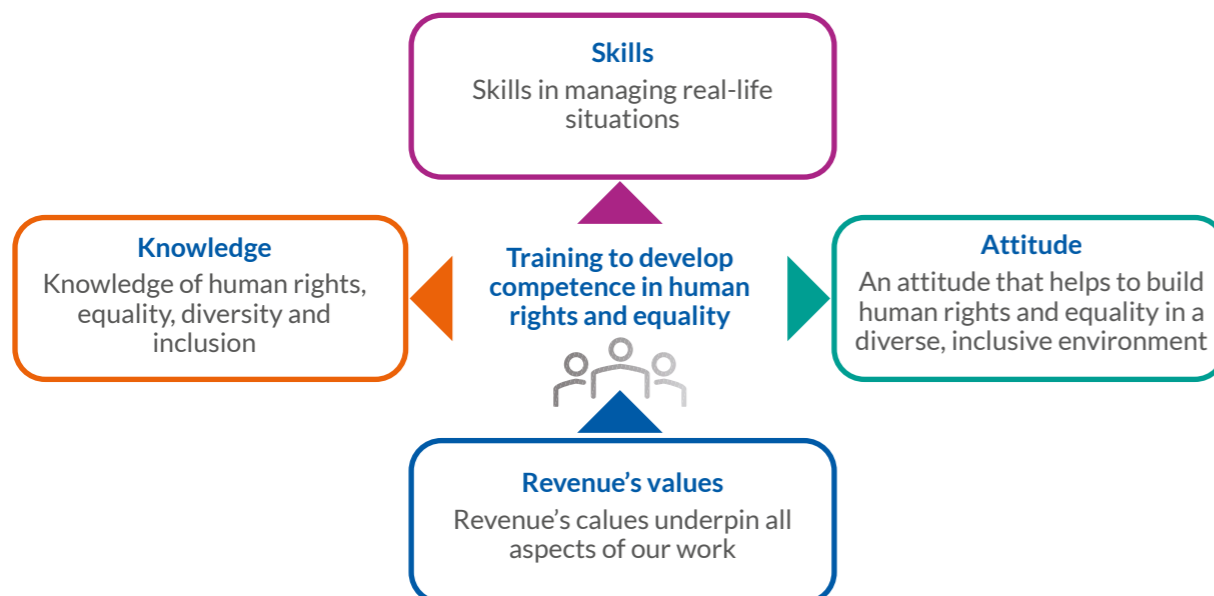 Skills
Skills in managing real-life
situations
Knowledge
Knowledge of human rights,
equality, diversity and
inclusion
Training to develop
competence in human
rights and equality
Attitude
An attitude that helps to build
human rights and equality in a
diverse, inclusive environment
Revenue’s values
Revenue’s calues underpin all
aspects of our work